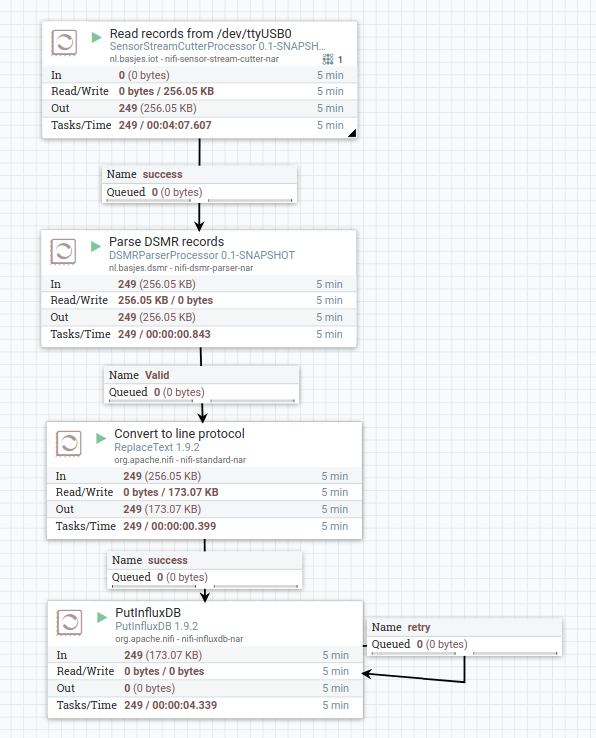 Read records from /dev/ttyUSB0
SensorStreamCutterProcessor 0.1-SNAPSH...
nl.basjes.iot - nifi-sensor-stream-cutter-nar
1
In 0 (0 bytes) 5 min
Read/Write 0 bytes / 256.05 KB 5 min
Out 249 (256.05 KB) 5 min
Tasks/Time 249 / 00:04:07.607 5 min
Name success
Queued 0 (0 bytes)
Parse DSMR records
DSMRParserProcessor 0.1-SNAPSHOT
nl.basjes.dsmr - nifi-dsmr-parser-nar
In 249 (256.05 KB) 5 min
Read/Write 256.05 KB / 0 bytes 5 min
Out 249 (256.05 KB) 5 min
Tasks/Time 249 / 00:00:00.843 5 min
Name Valid
Queued 0 (0 bytes)
Convert to line protocol
ReplaceText 1.9.2
org.apache.nifi - nifi-standard-nar
In 249 (256.05 KB) 5 min
Read/Write 0 bytes / 173.07 KB 5 min
Out 249 (173.07 KB) 5 min
Tasks/Time 249 / 00:00:00.399 5 min
Name success
Queued 0 (0 bytes)
PutInfluxDB
PutInfluxDB 1.9.2
org.apache.nifi - nifi-influxdb-nar
In 249 (173.07 KB) 5 min
Read/Write 0 bytes / 0 bytes 5 min
Out 0 (0 bytes) 5 min
Tasks/Time 249 / 00:00:04.339 5 min
Name retry
Queued 0 (0 bytes)